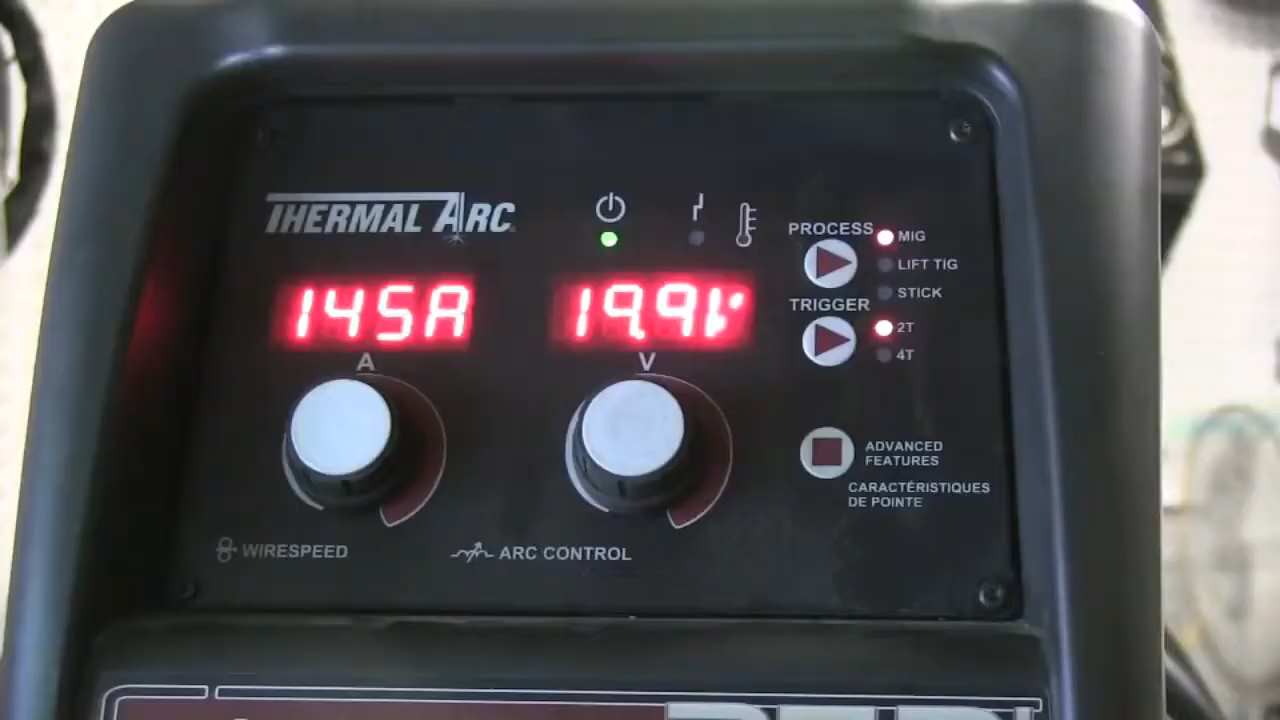 THERMAL ARC
PROCESS
MIG
LIFT TIG
STICK
TRIGGER
2T
4T
145A
19.9V
A
V
ADVANCED
FEATURES
CARACTÉRISTIQUES
DE POINTE
WIRESPEED
ARC CONTROL